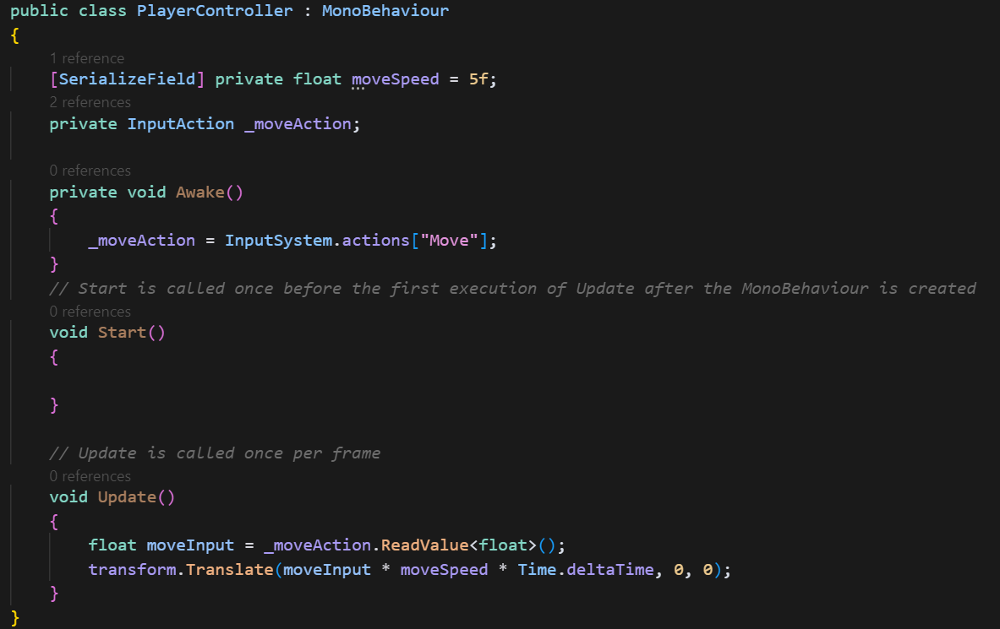 public class PlayerController : MonoBehaviour
{
1 reference
[SerializeField] private float moveSpeed = 5f;
2 references
private InputAction _moveAction;
0 references
private void Awake()
{
_moveAction = InputSystem.actions["Move"];
}
// Start is called once before the first execution of Update after the MonoBehaviour is created
0 references
void Start()
{
}
// Update is called once per frame
0 references
void Update()
{
float moveInput = _moveAction.ReadValue<float>();
transform.Translate(moveInput * moveSpeed * Time.deltaTime, 0, 0);
}
}